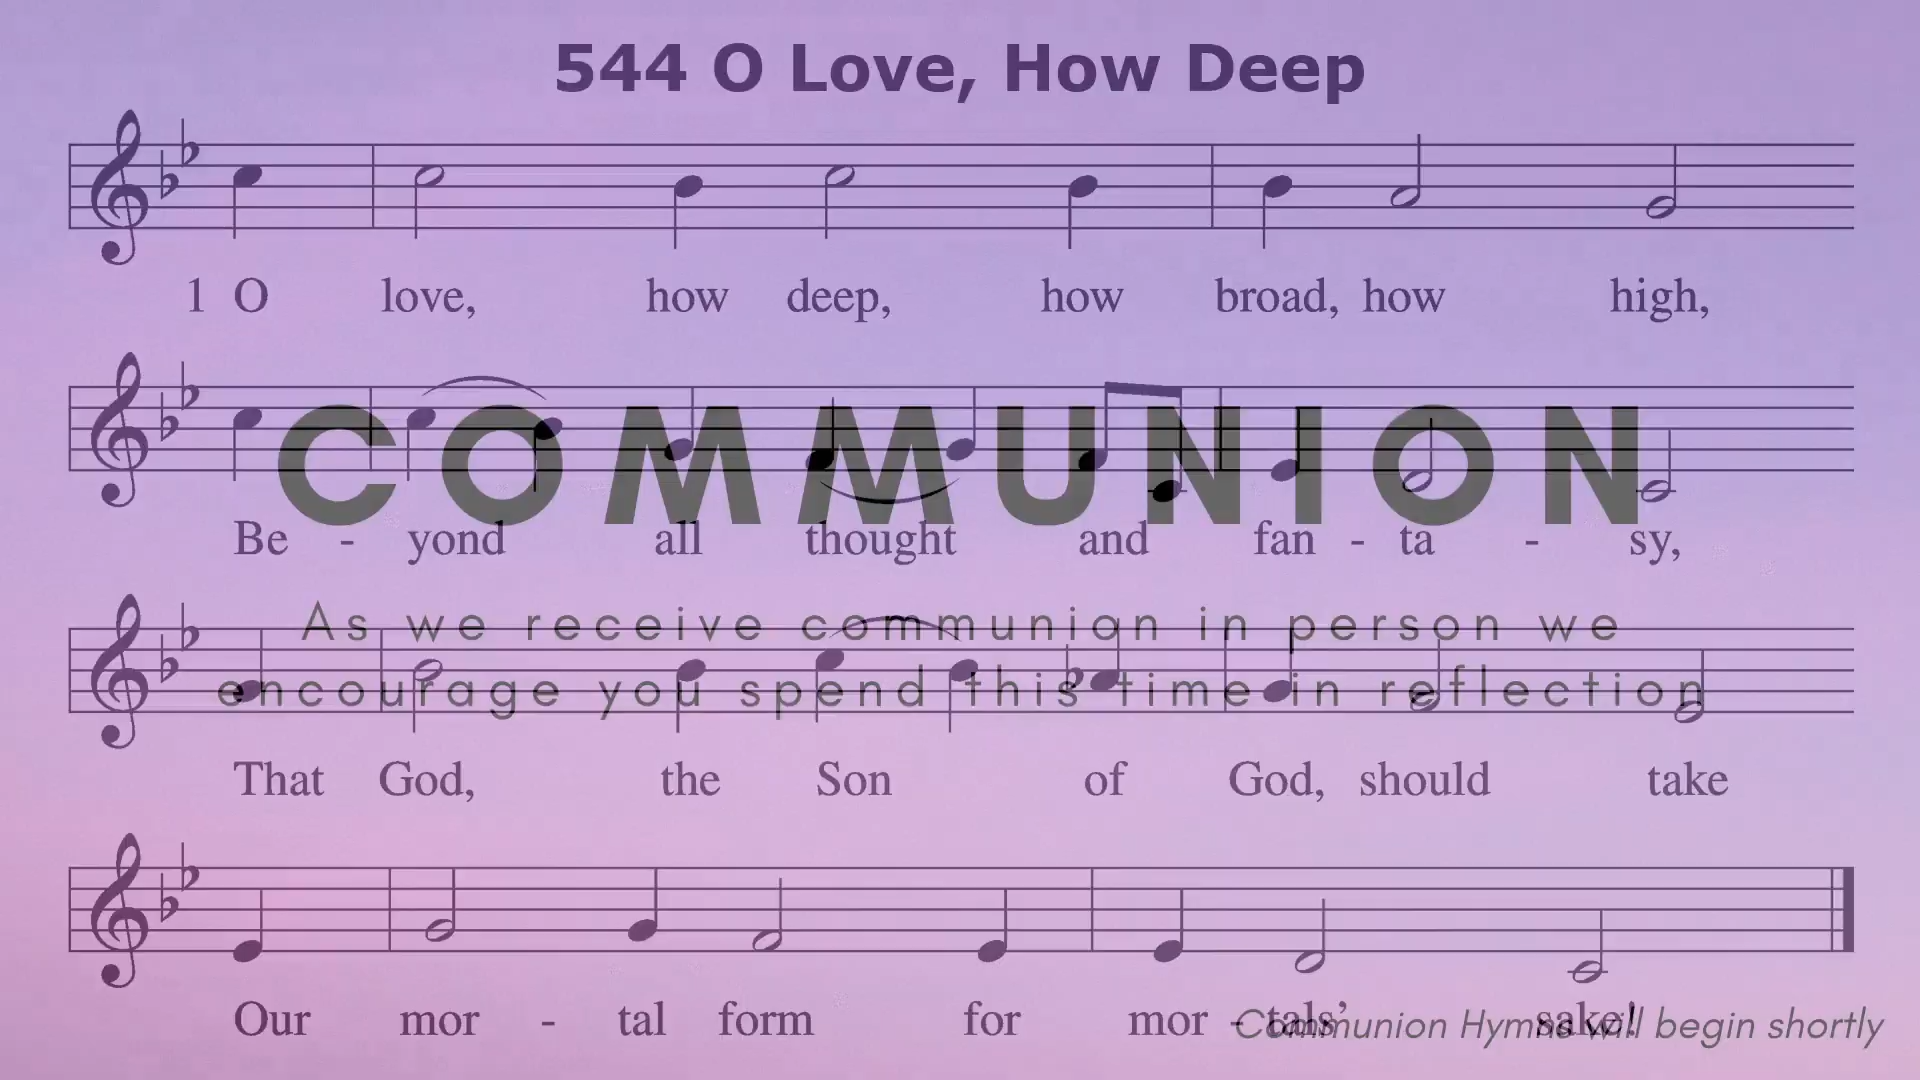 544 O Love, How Deep
1 O love, how deep, how broad, how high,
COMMUNION
Be - yond all thought and fan - ta - sy,
As we receive communion in person we
encourage you spend this time in reflection
That God, the Son of God, should take
Our mor - tal form for mor - tals' sake!
Communion Hymns will begin shortly